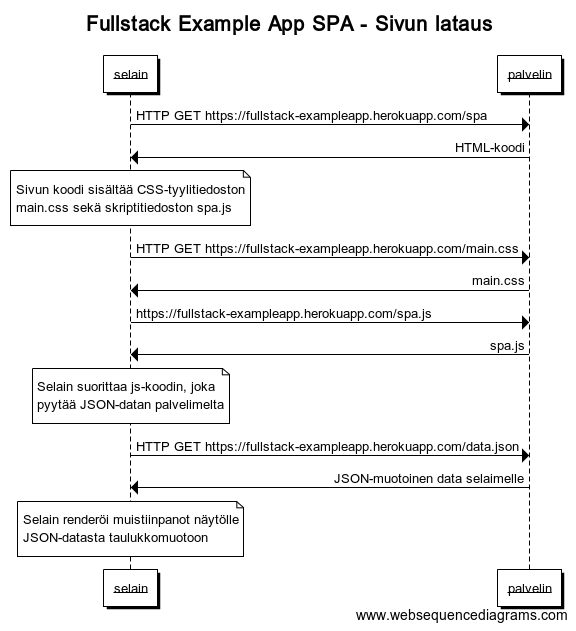 Fullstack Example App SPA - Sivun lataus
selain
palvelin
HTTP GET https://fullstack-exampleapp.herokuapp.com/spa
HTML-koodi
Sivun koodi sisältää CSS-tyylitiedoston
main.css sekä skriptitiedoston spa.js
HTTP GET https://fullstack-exampleapp.herokuapp.com/main.css
main.css
https://fullstack-exampleapp.herokuapp.com/spa.js
spa.js
Selain suorittaa js-koodin, joka
pyytää JSON-datan palvelimelta
HTTP GET https://fullstack-exampleapp.herokuapp.com/data.json
JSON-muotoinen data selaimelle
Selain renderöi muistiinpanot näytölle
JSON-datasta taulukkomuotoon
selain
palvelin
www.websequencediagrams.com